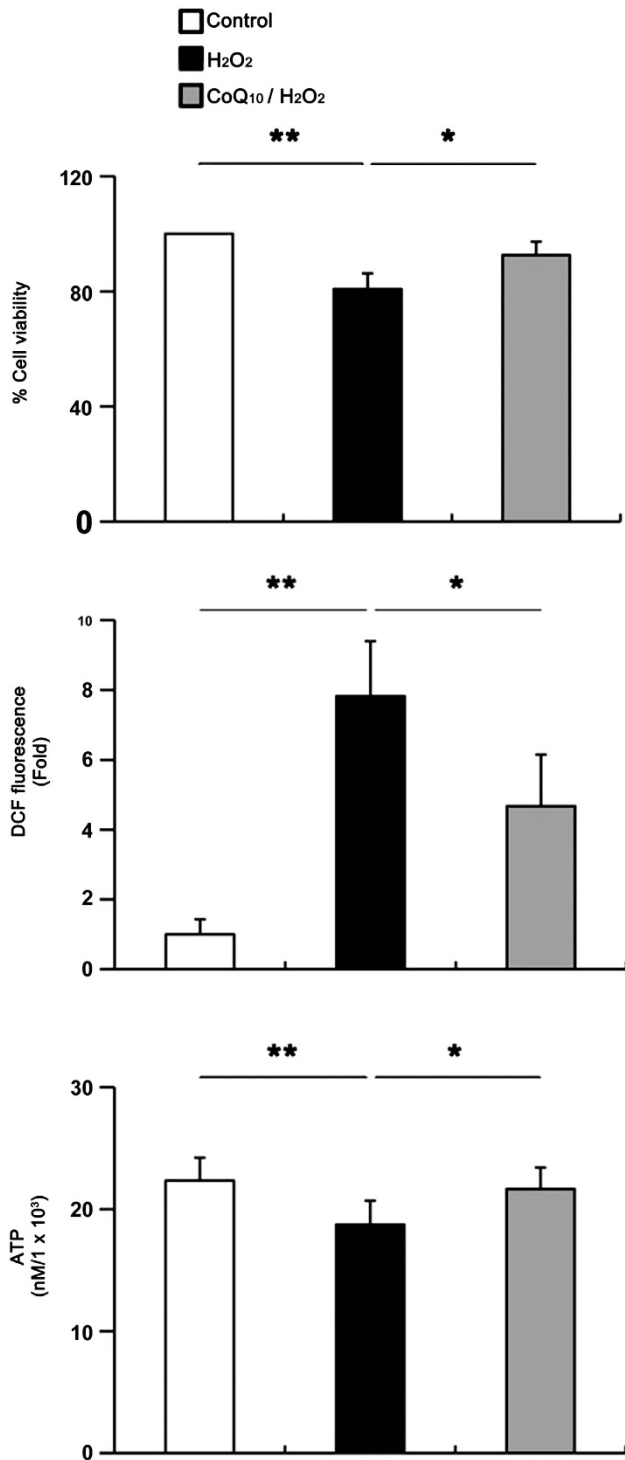 Control
H₂O₂
CoQ₁₀ / H₂O₂
** *
120
80
40
0
% Cell viability
** *
10
8
6
4
2
0
DCF fluorescence
(Fold)
** *
30
20
10
0
ATP
(nM/1 x 10³)